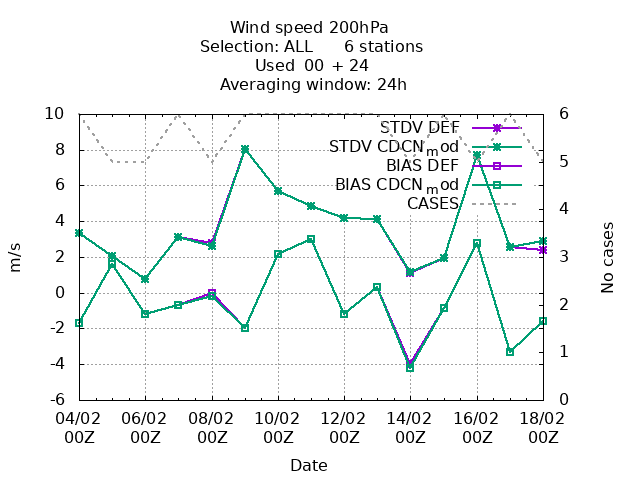 Wind speed 200hPa
Selection: ALL 6 stations
Used 00 + 24
Averaging window: 24h
10
8
6
4
2
0
-2
-4
-6
m/s
6
5
4
3
2
1
0
No cases
STDV DEF
STDV CDCN_mod
BIAS DEF
BIAS CDCN_mod
CASES
04/02 06/02 08/02 10/02 12/02 14/02 16/02 18/02
00Z 00Z 00Z 00Z 00Z 00Z 00Z 00Z
Date